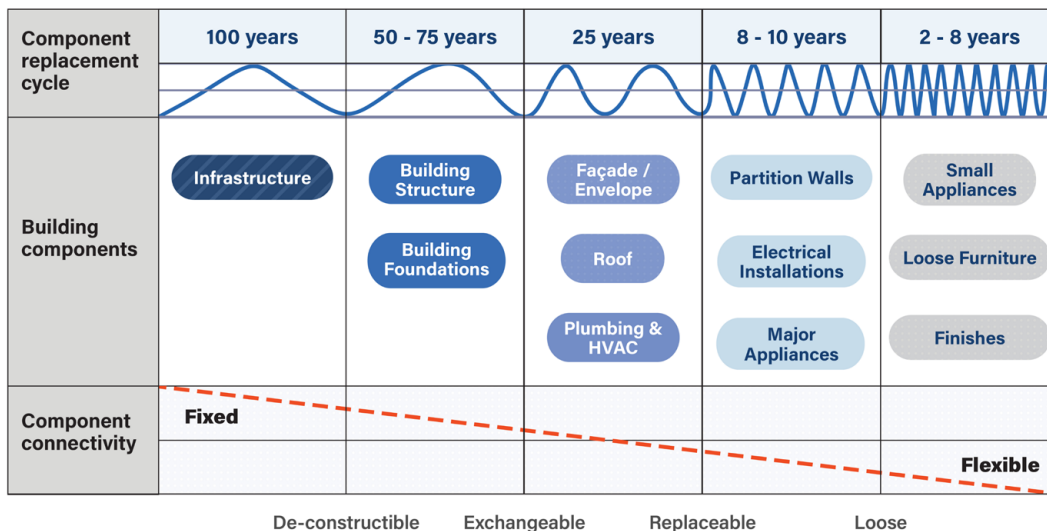 Component
replacement
cycle
100 years
50 - 75 years
25 years
8 - 10 years
2 - 8 years
Building
components
Infrastructure
Building
Structure
Façade /
Envelope
Partition Walls
Small
Appliances
Building
Foundations
Roof
Electrical
Installations
Loose Furniture
Plumbing &
HVAC
Major
Appliances
Finishes
Component
connectivity
Fixed
Flexible
De-constructible
Exchangeable
Replaceable
Loose